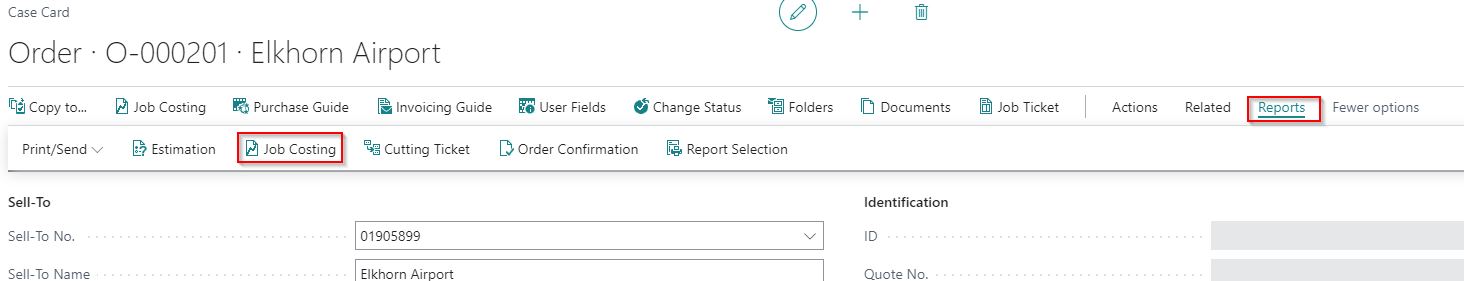 Case Card
Order · O-000201 · Elkhorn Airport
Copy to... Job Costing Purchase Guide Invoicing Guide User Fields Change Status Folders Documents Job Ticket Actions Related Reports Fewer options
Print/Send Estimation Job Costing Cutting Ticket Order Confirmation Report Selection
Sell-To Identification
Sell-To No. 01905899 ID
Sell-To Name Elkhorn Airport Quote No.